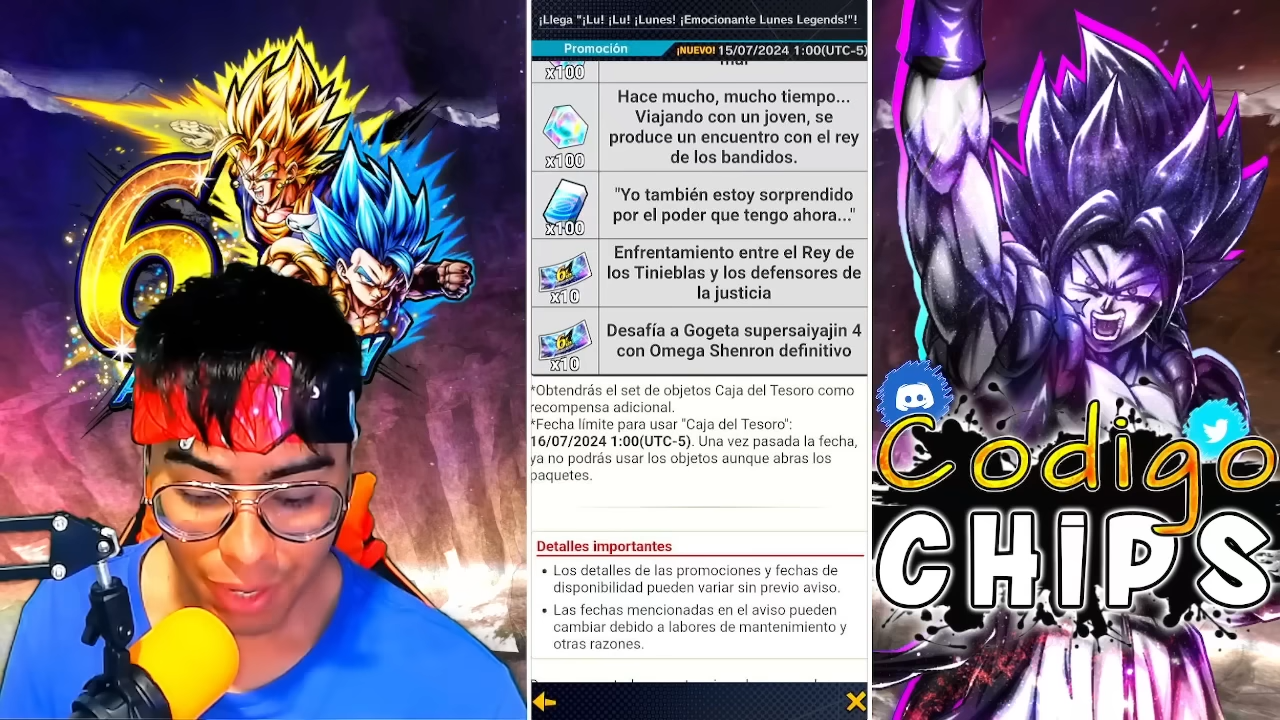 ¡Llega "¡Lu! ¡Lu! ¡Lunes! ¡Emocionante Lunes Legends!"!
Promoción
¡NUEVO! 15/07/2024 1:00(UTC-5)
x100
x100
Hace mucho, mucho tiempo...
Viajando con un joven, se
produce un encuentro con el rey
de los bandidos.
x100
"Yo también estoy sorprendido
por el poder que tengo ahora..."
x10
Enfrentamiento entre el Rey de
los Tinieblas y los defensores de
la justicia
x10
Desafía a Gogeta supersaiyajin 4
con Omega Shenron definitivo
*Obtendrás el set de objetos Caja del Tesoro como
recompensa adicional.
*Fecha límite para usar "Caja del Tesoro":
16/07/2024 1:00(UTC-5). Una vez pasada la fecha,
ya no podrás usar los objetos aunque abras los
paquetes.
Detalles importantes
• Los detalles de las promociones y fechas de
disponibilidad pueden variar sin previo aviso.
• Las fechas mencionadas en el aviso pueden
cambiar debido a labores de mantenimiento y
otras razones.
6
Codigo
CHIPS